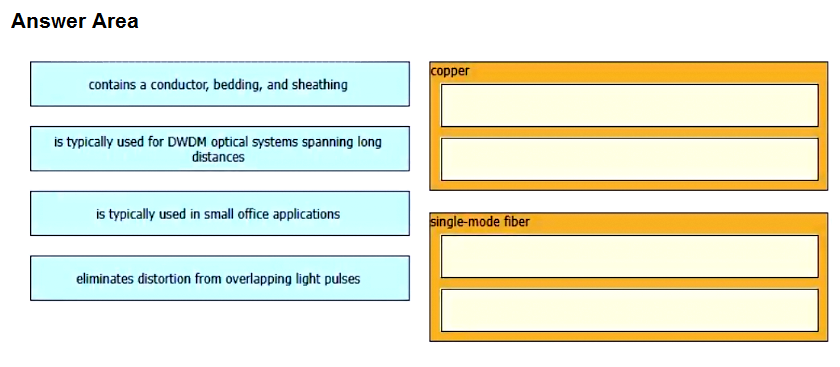 Answer Area
contains a conductor, bedding, and sheathing
is typically used for DWDM optical systems spanning long
distances
is typically used in small office applications
eliminates distortion from overlapping light pulses
copper
single-mode fiber